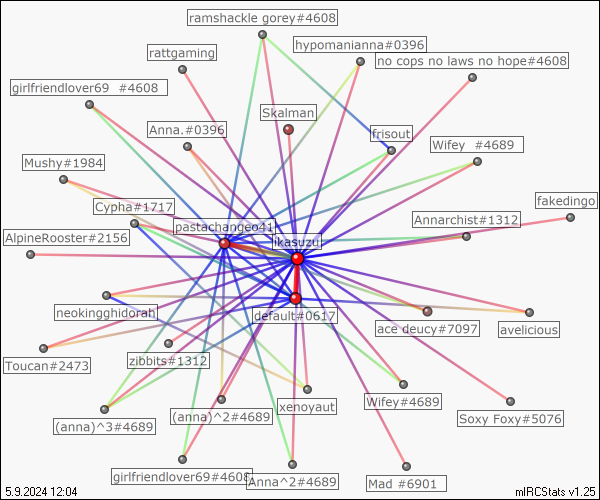 ramshackle gorey#4608
hypomanianna#0396
rattgaming
no cops no laws no hope#4608
girlfriendlover69 #4608
Skalman
Anna.#0396
frisout
Wifey #4689
Mushy#1984
Cypha#1717
fakedingo
pastachangeo41
Annarchist#1312
AlpineRooster#2156
likasuzu
neokingghidorah
default#0617
ace deucy#7097
avelicious
Toucan#2473
zibbits#1312
xenoyaut
Wifey#4689
(anna)^3#4689
(anna)^2#4689
Soxy Foxy#5076
girlfriendlover69#4608
Anna^2#4689
Mad #6901
5.9.2024 12:04
mIRCStats v1.25